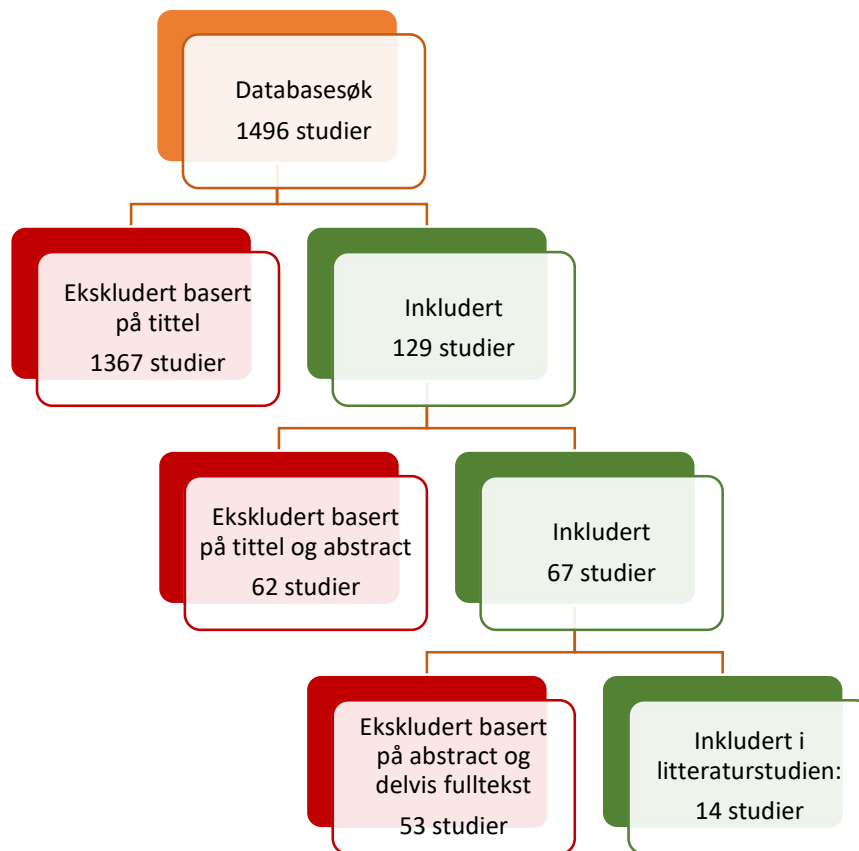 Databasesøk
1496 studier
Ekskludert basert
på tittel
1367 studier
Inkludert
129 studier
Ekskludert basert
på tittel og abstract
62 studier
Inkludert
67 studier
Ekskludert basert
på abstract og
delvis fulltekst
53 studier
Inkludert i
litteraturstudien:
14 studier